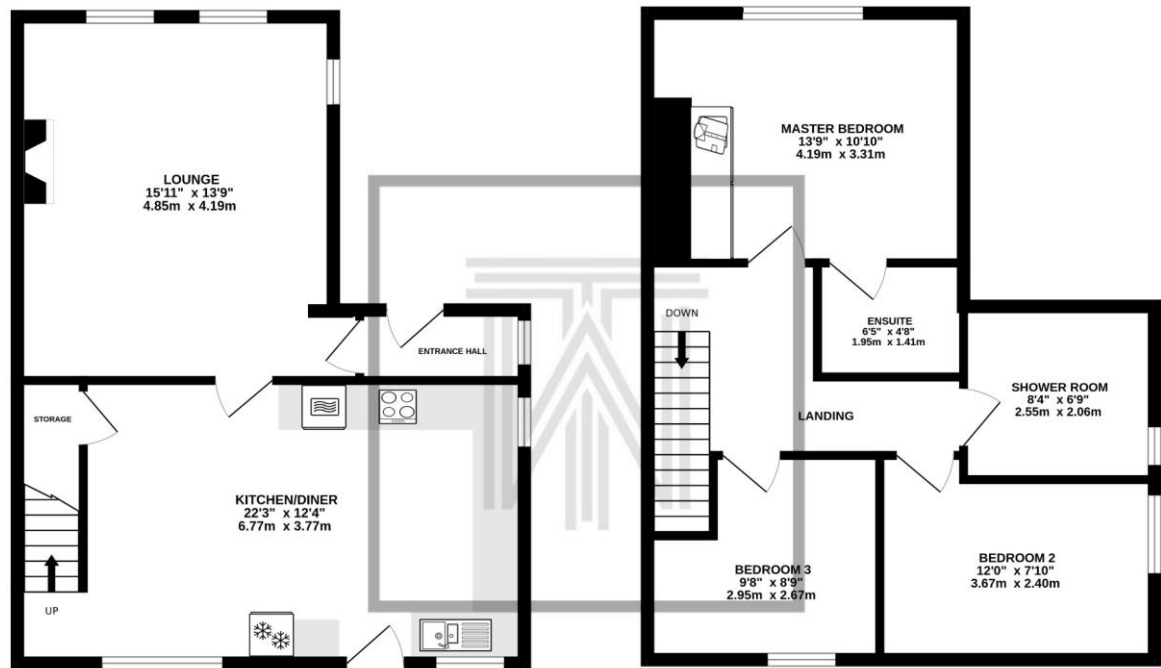 LOUNGE
15'11" x 13'9"
4.85m x 4.19m
ENTRANCE HALL
STORAGE
KITCHEN/DINER
22'3" x 12'4"
6.77m x 3.77m
UP
MASTER BEDROOM
13'9" x 10'10"
4.19m x 3.31m
DOWN
ENSUITE
6'5" x 4'8"
1.95m x 1.41m
SHOWER ROOM
8'4" x 6'9"
2.55m x 2.06m
LANDING
BEDROOM 3
9'8" x 8'9"
2.95m x 2.67m
BEDROOM 2
12'0" x 7'10"
3.67m x 2.40m